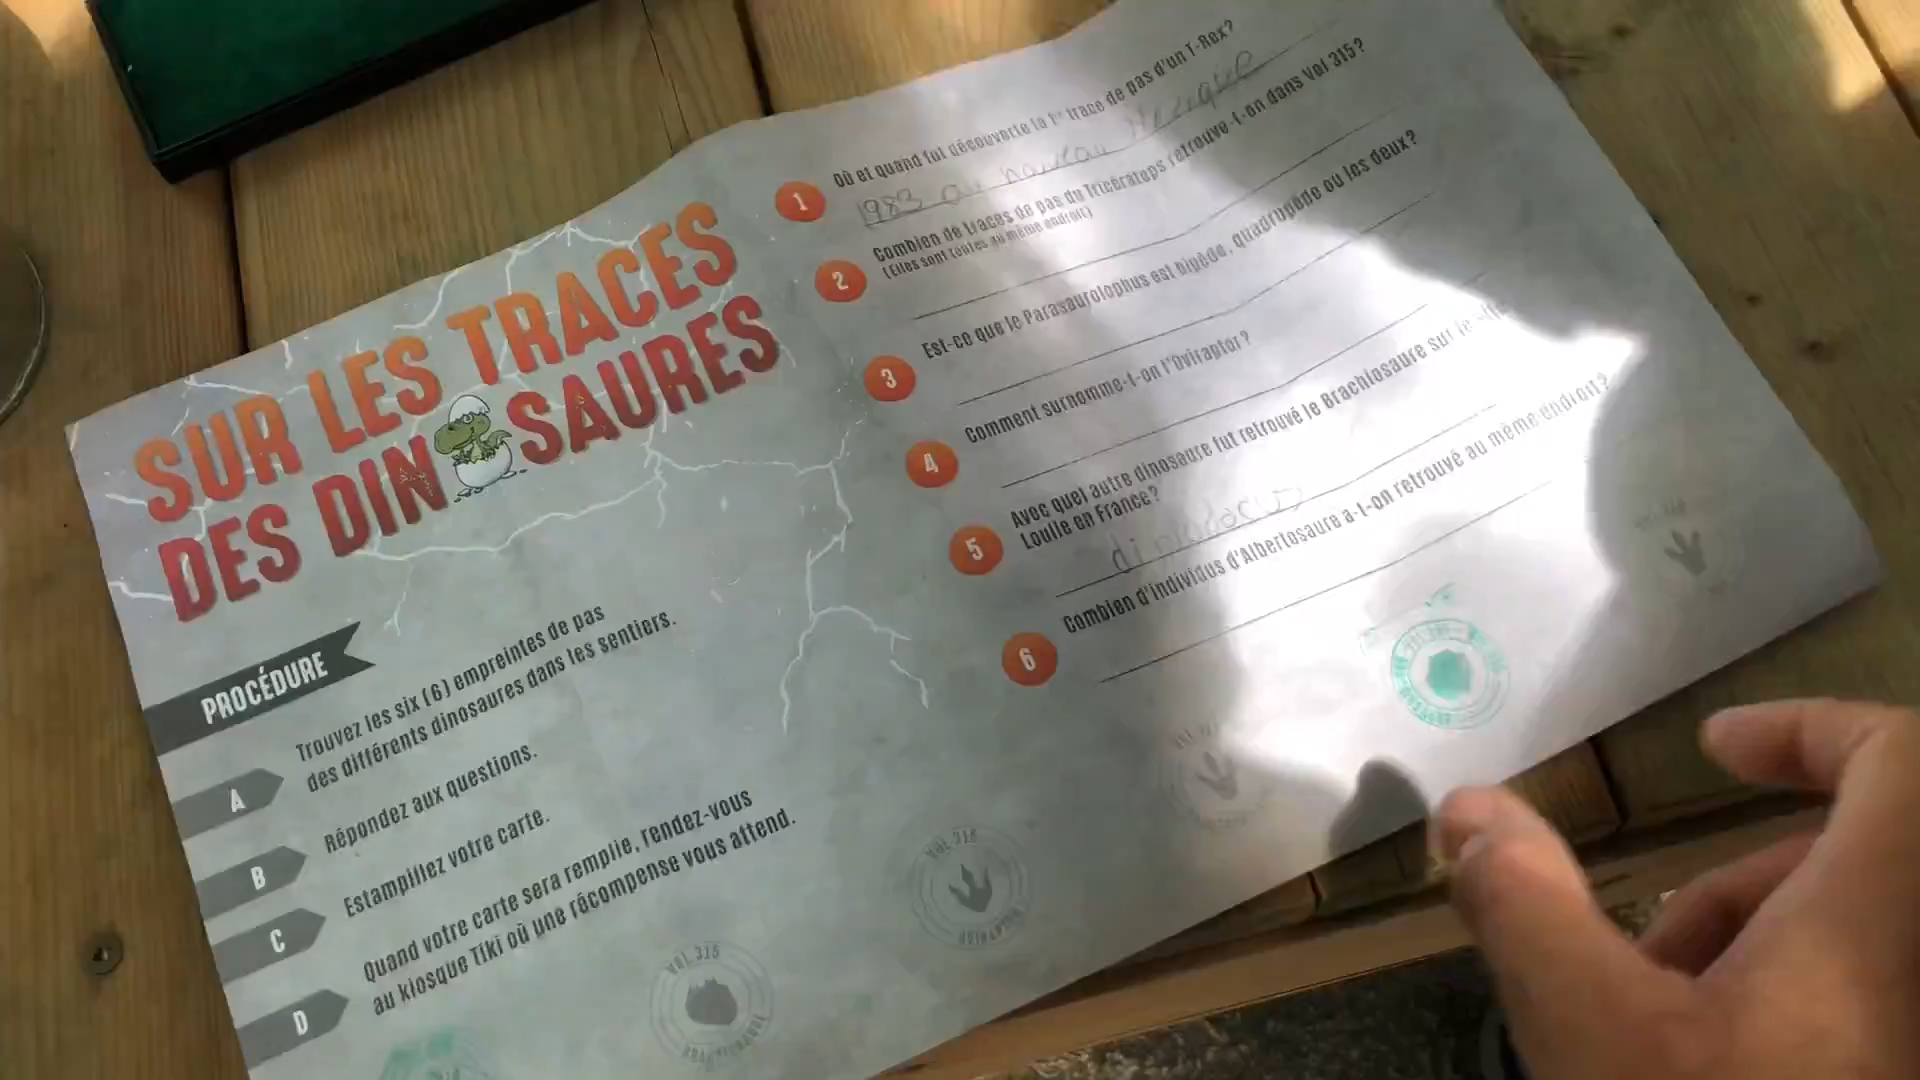 SUR LES TRACES
DES DINOSAURES
PROCÉDURE
A
Trouvez les six (6) empreintes de pas
des différents dinosaures dans les sentiers.
B
Répondez aux questions.
C
Estampillez votre carte.
D
Quand votre carte sera remplie, rendez-vous
au kiosque Tiki où une récompense vous attend.
1
Où et quand fut découverte la 1re trace de pas d'un T-Rex?
1983 au
2
Combien de traces de pas du Tricératops retrouve-t-on dans Vol 315?
(Elles sont toutes au même endroit)
3
Est-ce que le Parasaurolophus est bipède, quadrupède ou les deux?
4
Comment surnomme-t-on l'Oviraptor?
5
Avec quel autre dinosaure fut retrouvé le Brachiosaure sur le site
Loulle en France?
6
Combien d'individus d'Albertosaure a-t-on retrouvé au même endroit?
VOL 315
VOL 315